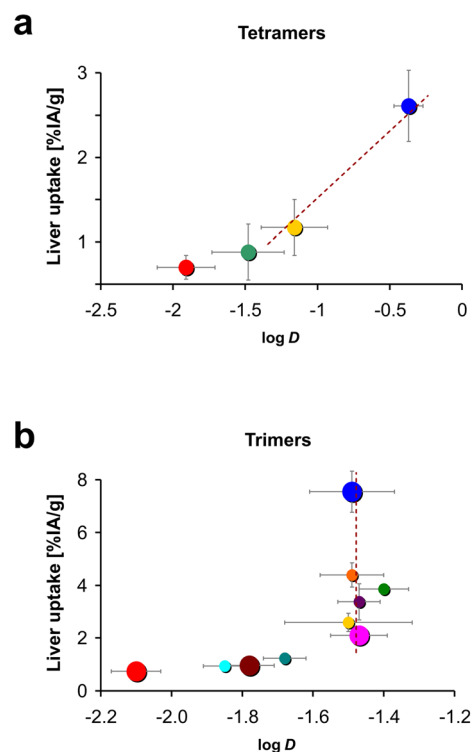 a
Tetramers
Liver uptake [%IA/g]
3
2
1
-2.5 -2 -1.5 -1 -0.5 0
log D
b
Trimers
Liver uptake [%IA/g]
8
6
4
2
0
-2.2 -2.0 -1.8 -1.6 -1.4 -1.2
log D